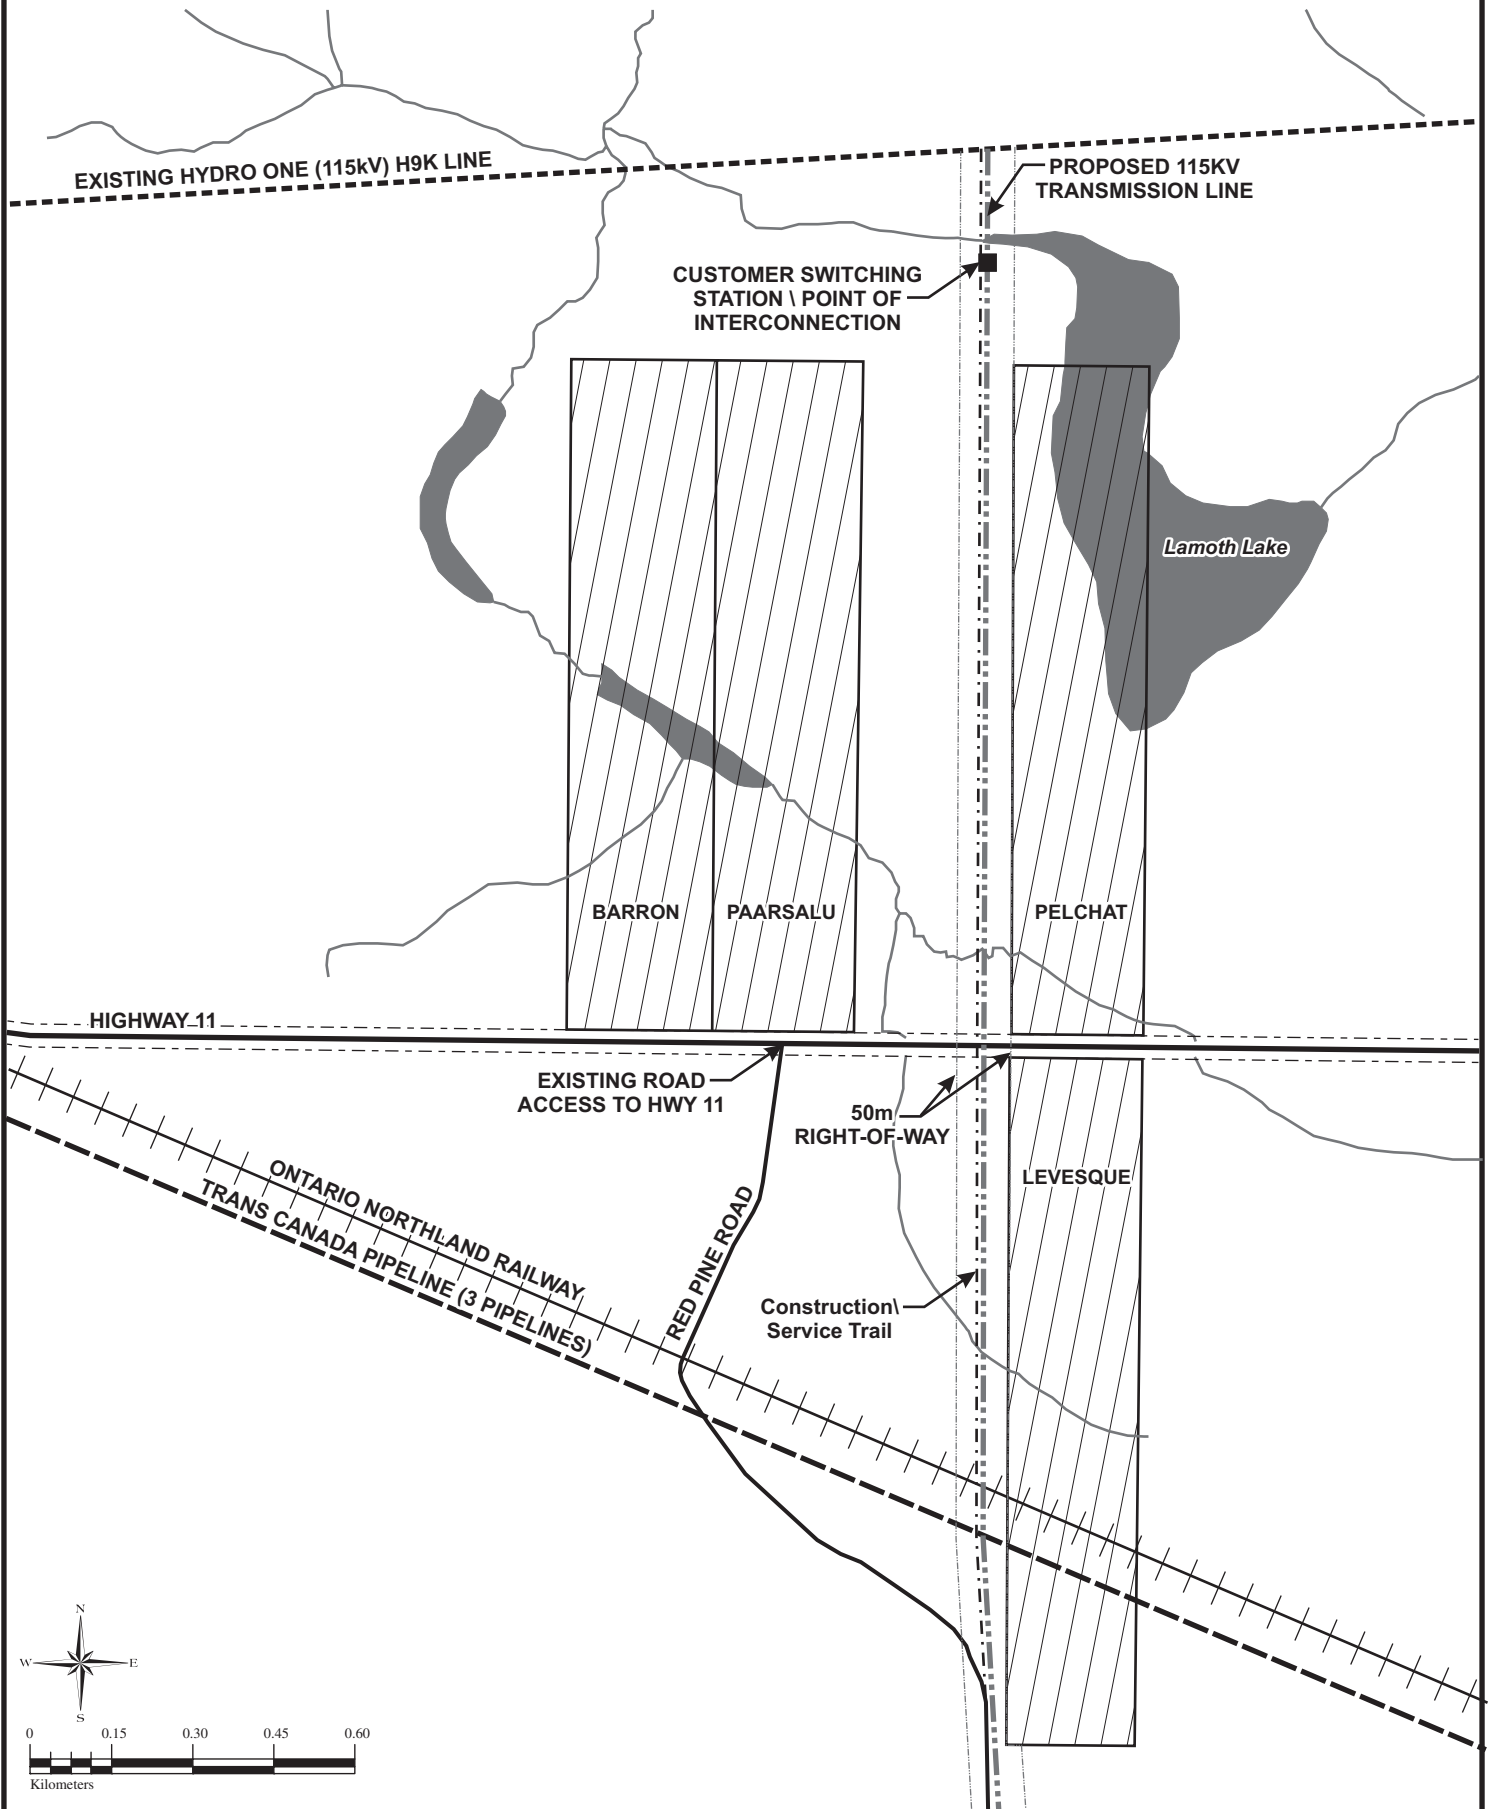 EXISTING HYDRO ONE (115kV) H9K LINE
PROPOSED 115KV
TRANSMISSION LINE
CUSTOMER SWITCHING
STATION \ POINT OF
INTERCONNECTION
Lamoth Lake
BARRON
PAARSALU
PELCHAT
HIGHWAY 11
EXISTING ROAD
ACCESS TO HWY 11
50m
RIGHT-OF-WAY
LEVESQUE
ONTARIO NORTHLAND RAILWAY
TRANS CANADA PIPELINE (3 PIPELINES)
RED PINE ROAD
Construction\
Service Trail
N
W E
S
0 0.15 0.30 0.45 0.60
Kilometers